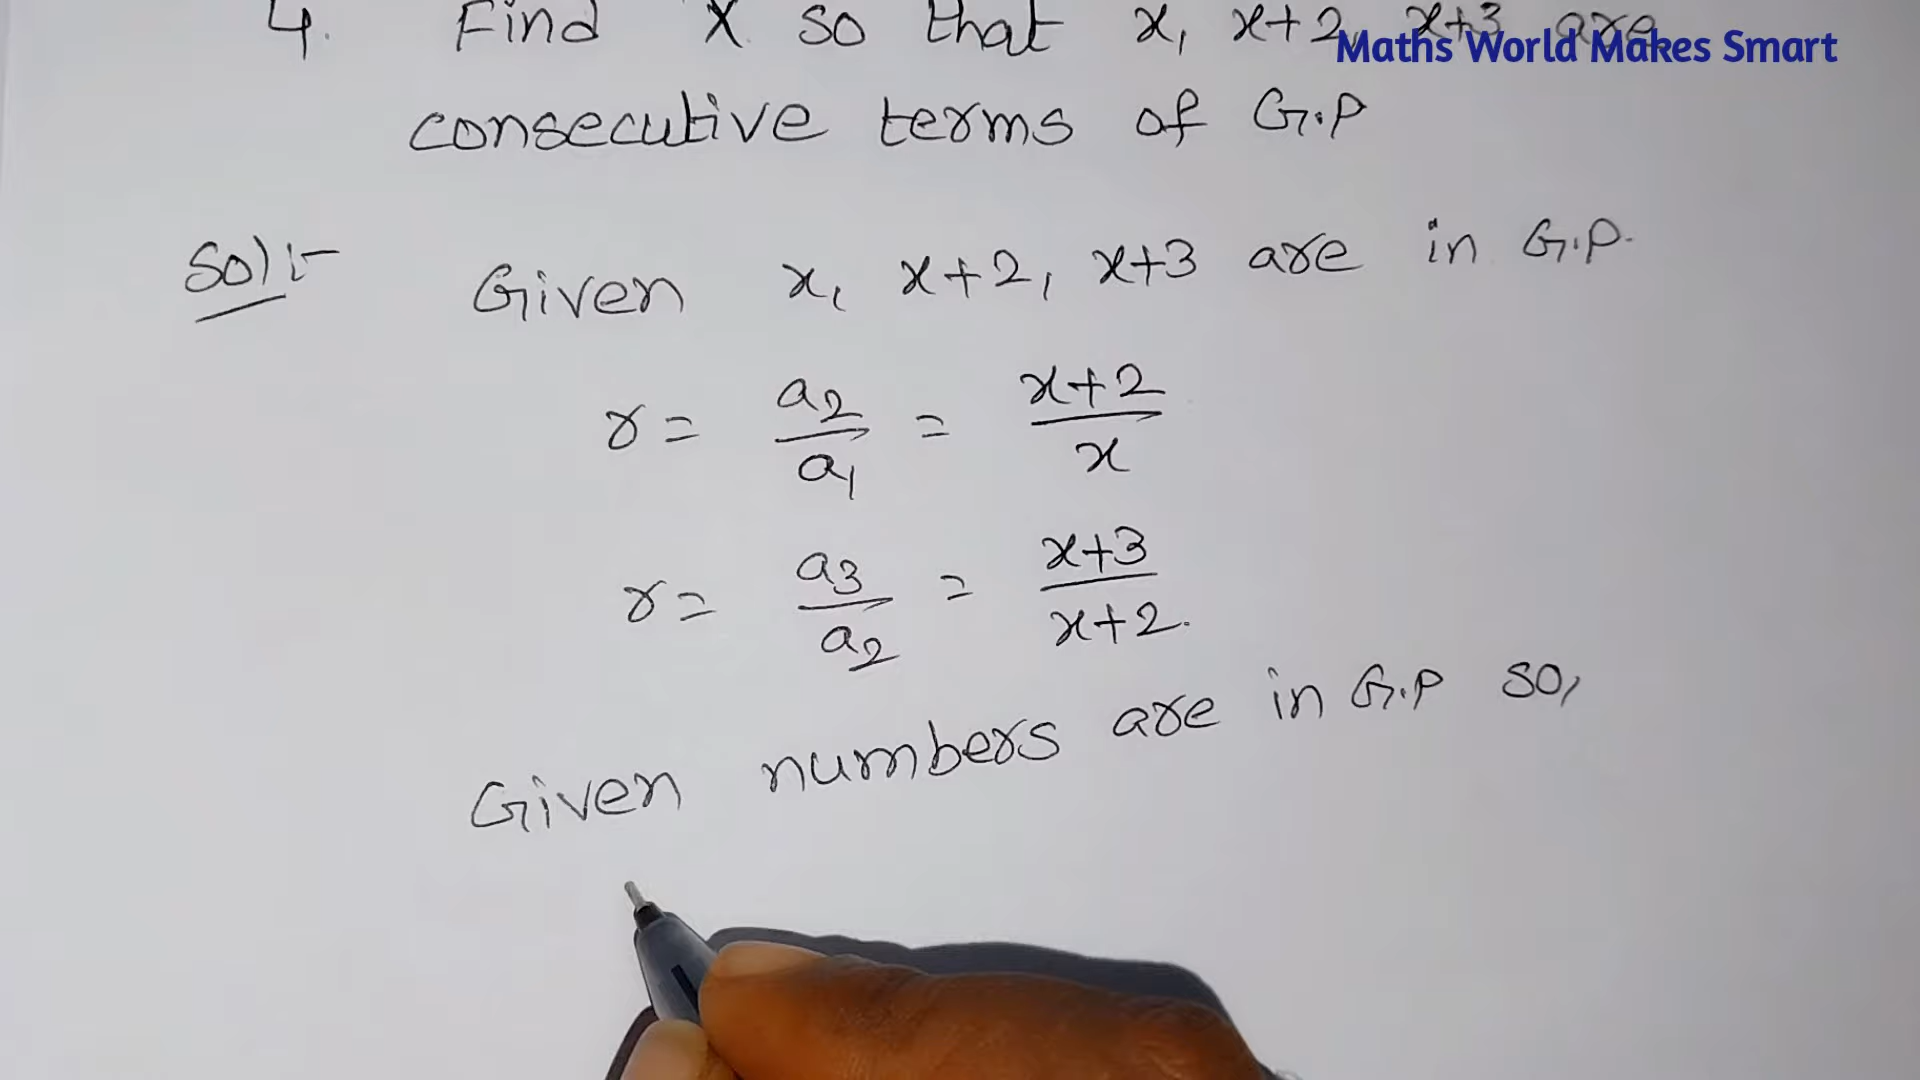 4. Find X so that x, x+2, x+3 are
Maths World Makes Smart
consecutive terms of G.P
Sol:- Given x, x+2, x+3 are in G.P.
r = a2/a1 = x+2/x
r = a3/a2 = x+3/x+2.
Given numbers are in G.P so,